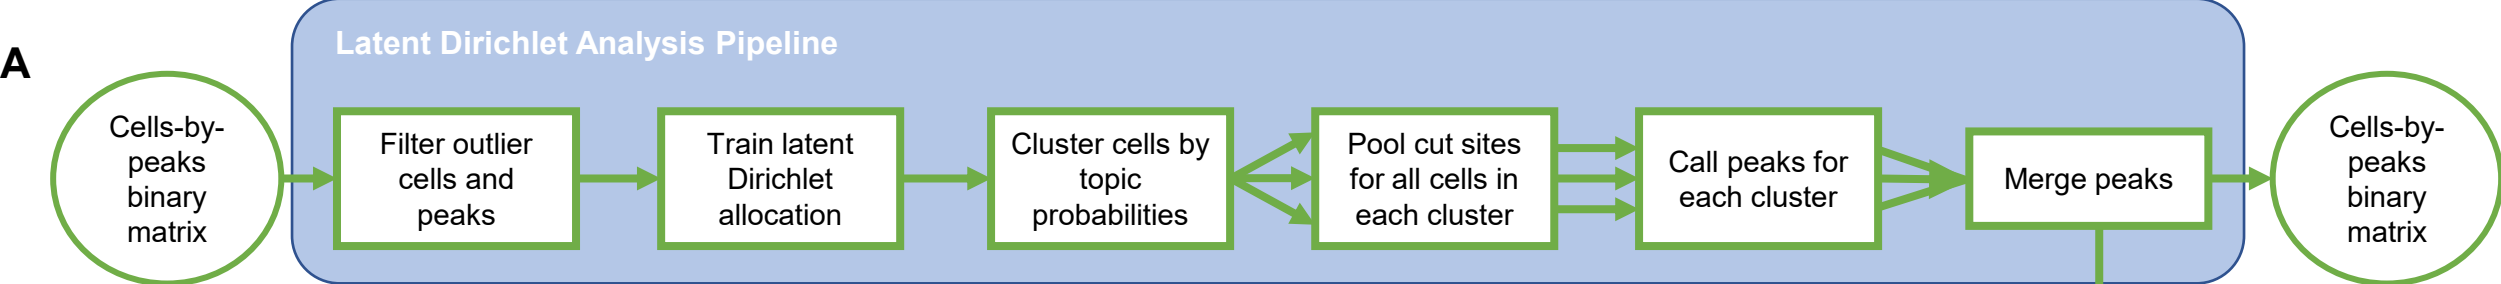 A
Latent Dirichlet Analysis Pipeline
Cells-by-
peaks
binary
matrix
Filter outlier
cells and
peaks
Train latent
Dirichlet
allocation
Cluster cells by
topic
probabilities
Pool cut sites
for all cells in
each cluster
Call peaks for
each cluster
Merge peaks
Cells-by-
peaks
binary
matrix